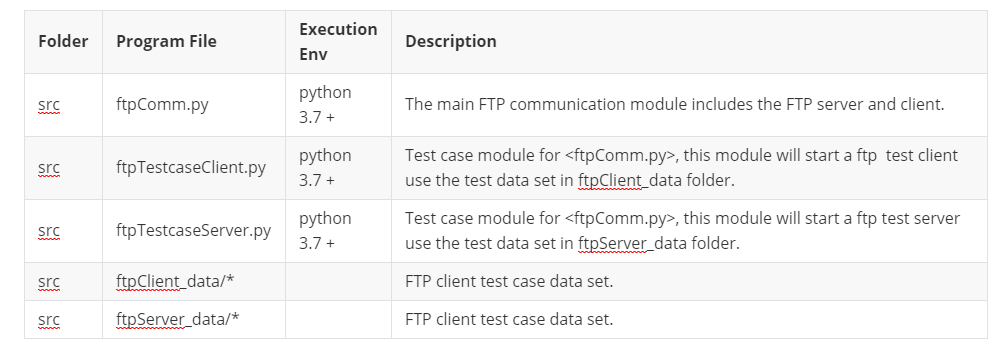 Folder Program File Execution Env Description
src ftpComm.py python 3.7 + The main FTP communication module includes the FTP server and client.
src ftpTestcaseClient.py python 3.7 + Test case module for <ftpComm.py>, this module will start a ftp  test client
use the test data set in ftpClient_data folder.
src ftpTestcaseServer.py python 3.7 + Test case module for <ftpComm.py>, this module will start a ftp test server
use the test data set in ftpServer_data folder.
src ftpClient_data/* FTP client test case data set.
src ftpServer_data/* FTP client test case data set.